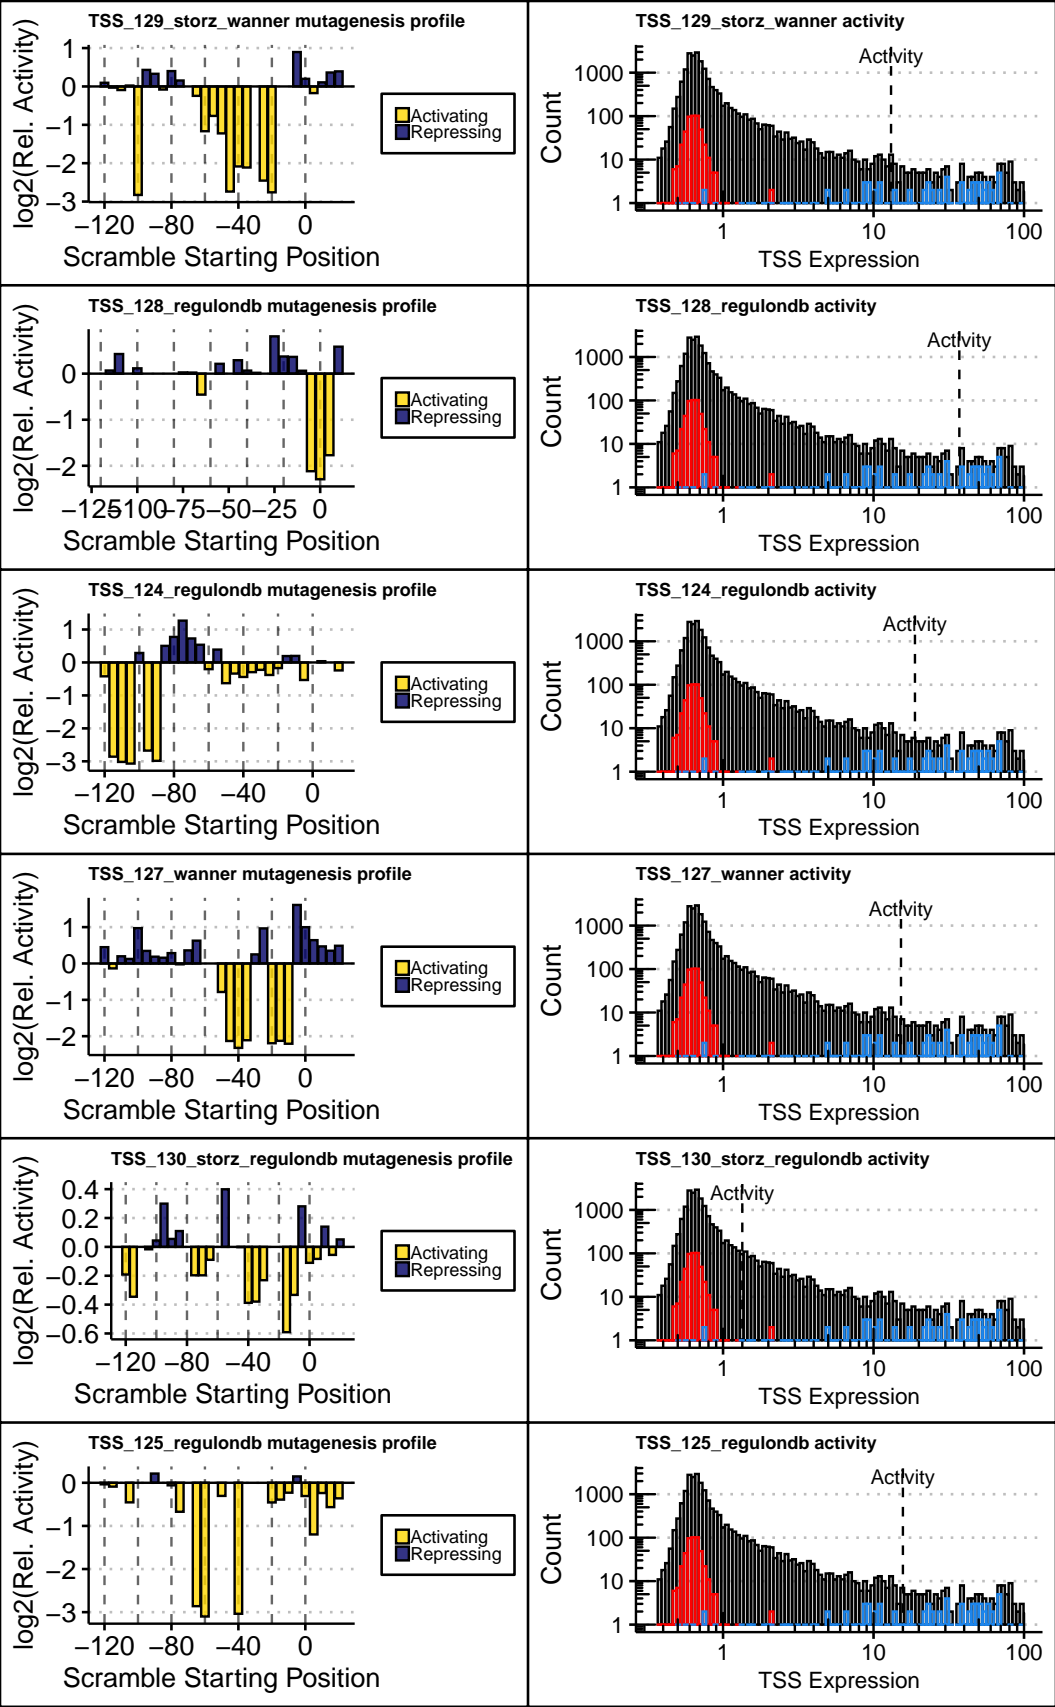 TSS_129_storz_wanner mutagenesis profile
log2(Rel. Activity)
1
0
−1
−2
−3
−120 −80 −40 0
Scramble Starting Position
Activating
Repressing
TSS_129_storz_wanner activity
Activity
Count
1000
100
10
1
1 10 100
TSS Expression
TSS_128_regulondb mutagenesis profile
log2(Rel. Activity)
0
−1
−2
−125 −100 −75 −50 −25 0
Scramble Starting Position
Activating
Repressing
TSS_128_regulondb activity
Activity
Count
1000
100
10
1
1 10 100
TSS Expression
TSS_124_regulondb mutagenesis profile
log2(Rel. Activity)
1
0
−1
−2
−3
−120 −80 −40 0
Scramble Starting Position
Activating
Repressing
TSS_124_regulondb activity
Activity
Count
1000
100
10
1
1 10 100
TSS Expression
TSS_127_wanner mutagenesis profile
log2(Rel. Activity)
1
0
−1
−2
−120 −80 −40 0
Scramble Starting Position
Activating
Repressing
TSS_127_wanner activity
Activity
Count
1000
100
10
1
1 10 100
TSS Expression
TSS_130_storz_regulondb mutagenesis profile
log2(Rel. Activity)
0.4
0.2
0.0
−0.2
−0.4
−0.6
−120 −80 −40 0
Scramble Starting Position
Activating
Repressing
TSS_130_storz_regulondb activity
Activity
Count
1000
100
10
1
1 10 100
TSS Expression
TSS_125_regulondb mutagenesis profile
log2(Rel. Activity)
0
−1
−2
−3
−120 −80 −40 0
Scramble Starting Position
Activating
Repressing
TSS_125_regulondb activity
Activity
Count
1000
100
10
1
1 10 100
TSS Expression